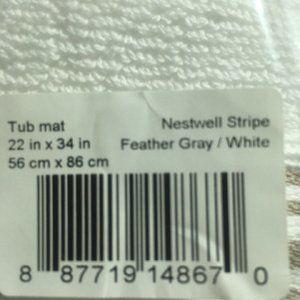 Tub mat
Nestwell Stripe
22 in x 34 in
Feather Gray / White
56 cm x 86 cm
8 87719 14867 0